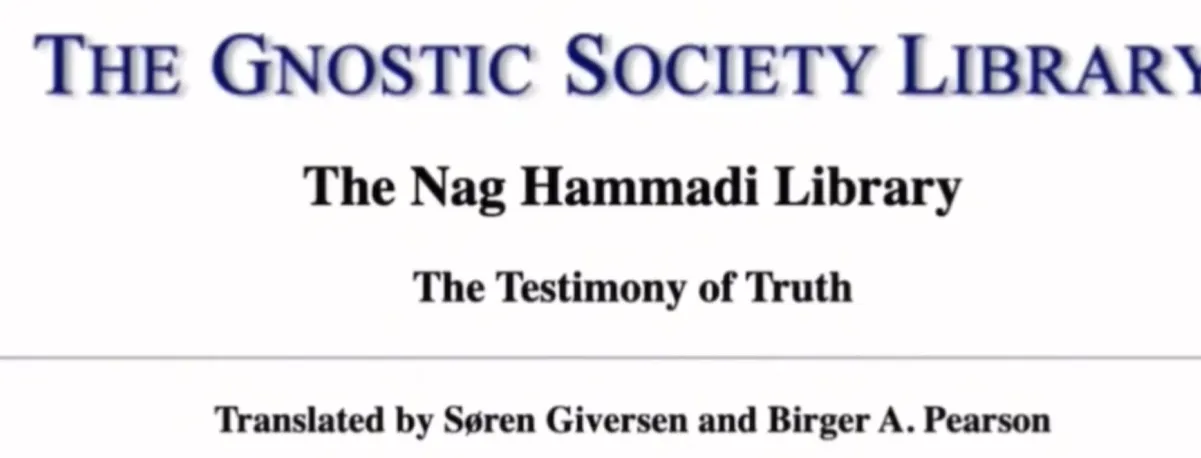 THE GNOSTIC SOCIETY LIBRARY
The Nag Hammadi Library
The Testimony of Truth
Translated by Søren Giversen and Birger A. Pearson